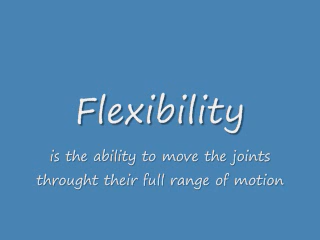 Flexibility
is the ability to move the joints
throught their full range of motion